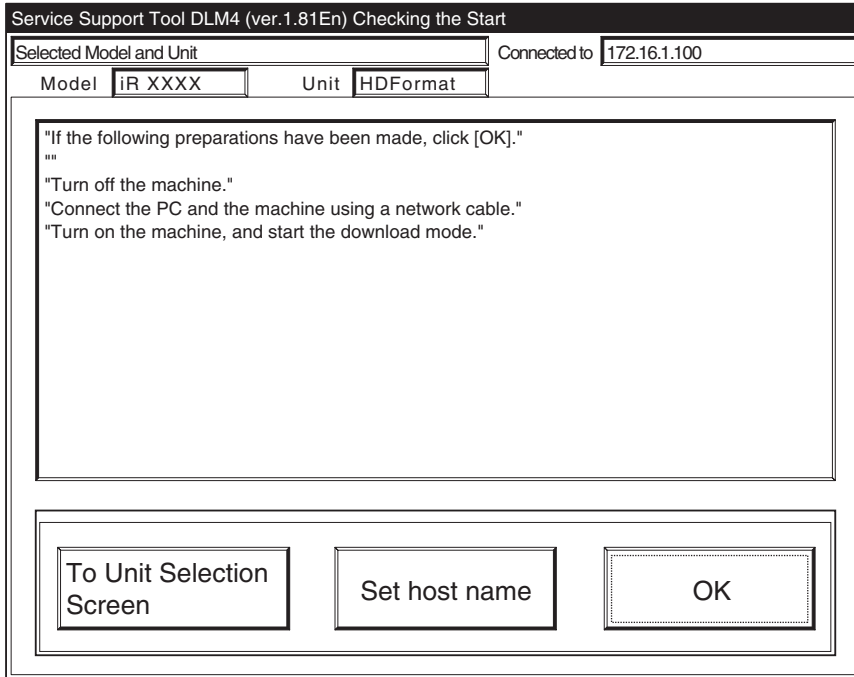 Service Support Tool DLM4 (ver.1.81En) Checking the Start
Selected Model and Unit
Connected to 172.16.1.100
Model iR XXXX Unit HDFormat
"If the following preparations have been made, click [OK]."
""
"Turn off the machine."
"Connect the PC and the machine using a network cable."
"Turn on the machine, and start the download mode."
To Unit Selection
Screen
Set host name
OK